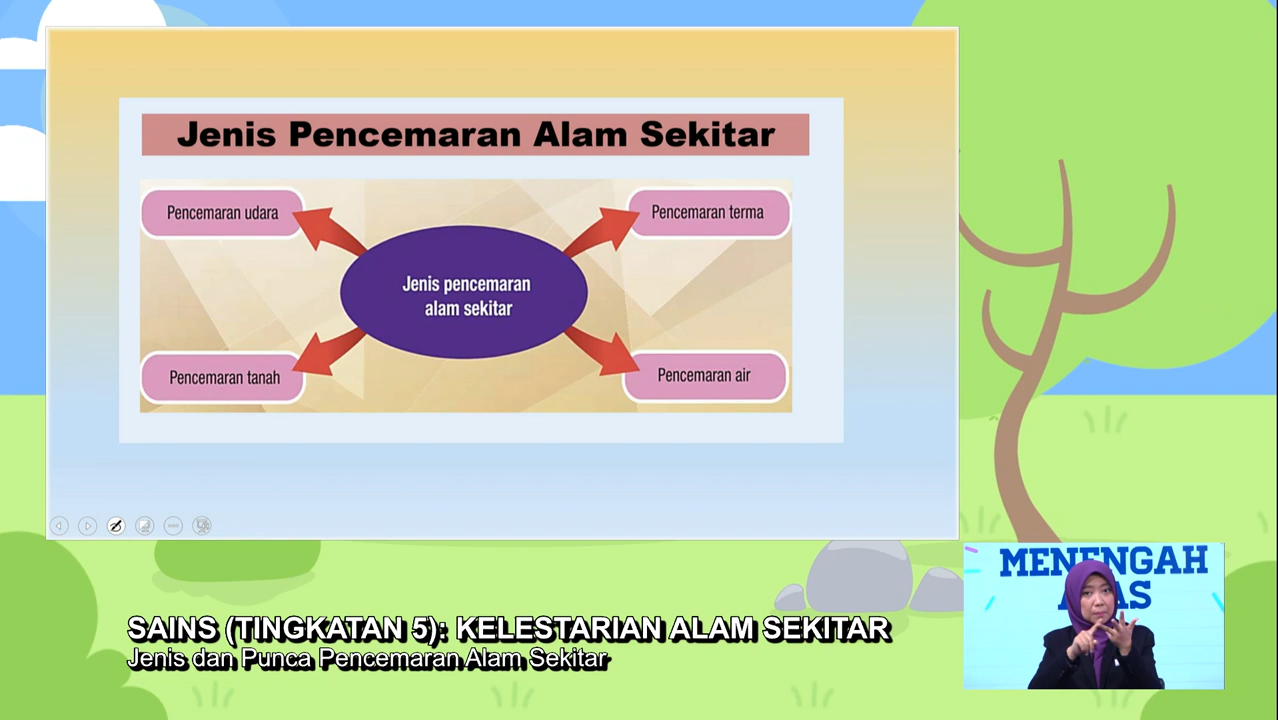 Jenis Pencemaran Alam Sekitar
Pencemaran udara
Pencemaran terma
Jenis pencemaran
alam sekitar
Pencemaran tanah
Pencemaran air
SAINS (TINGKATAN 5): KELESTARIAN ALAM SEKITAR
Jenis dan Punca Pencemaran Alam Sekitar
MENENGAH
ATAS